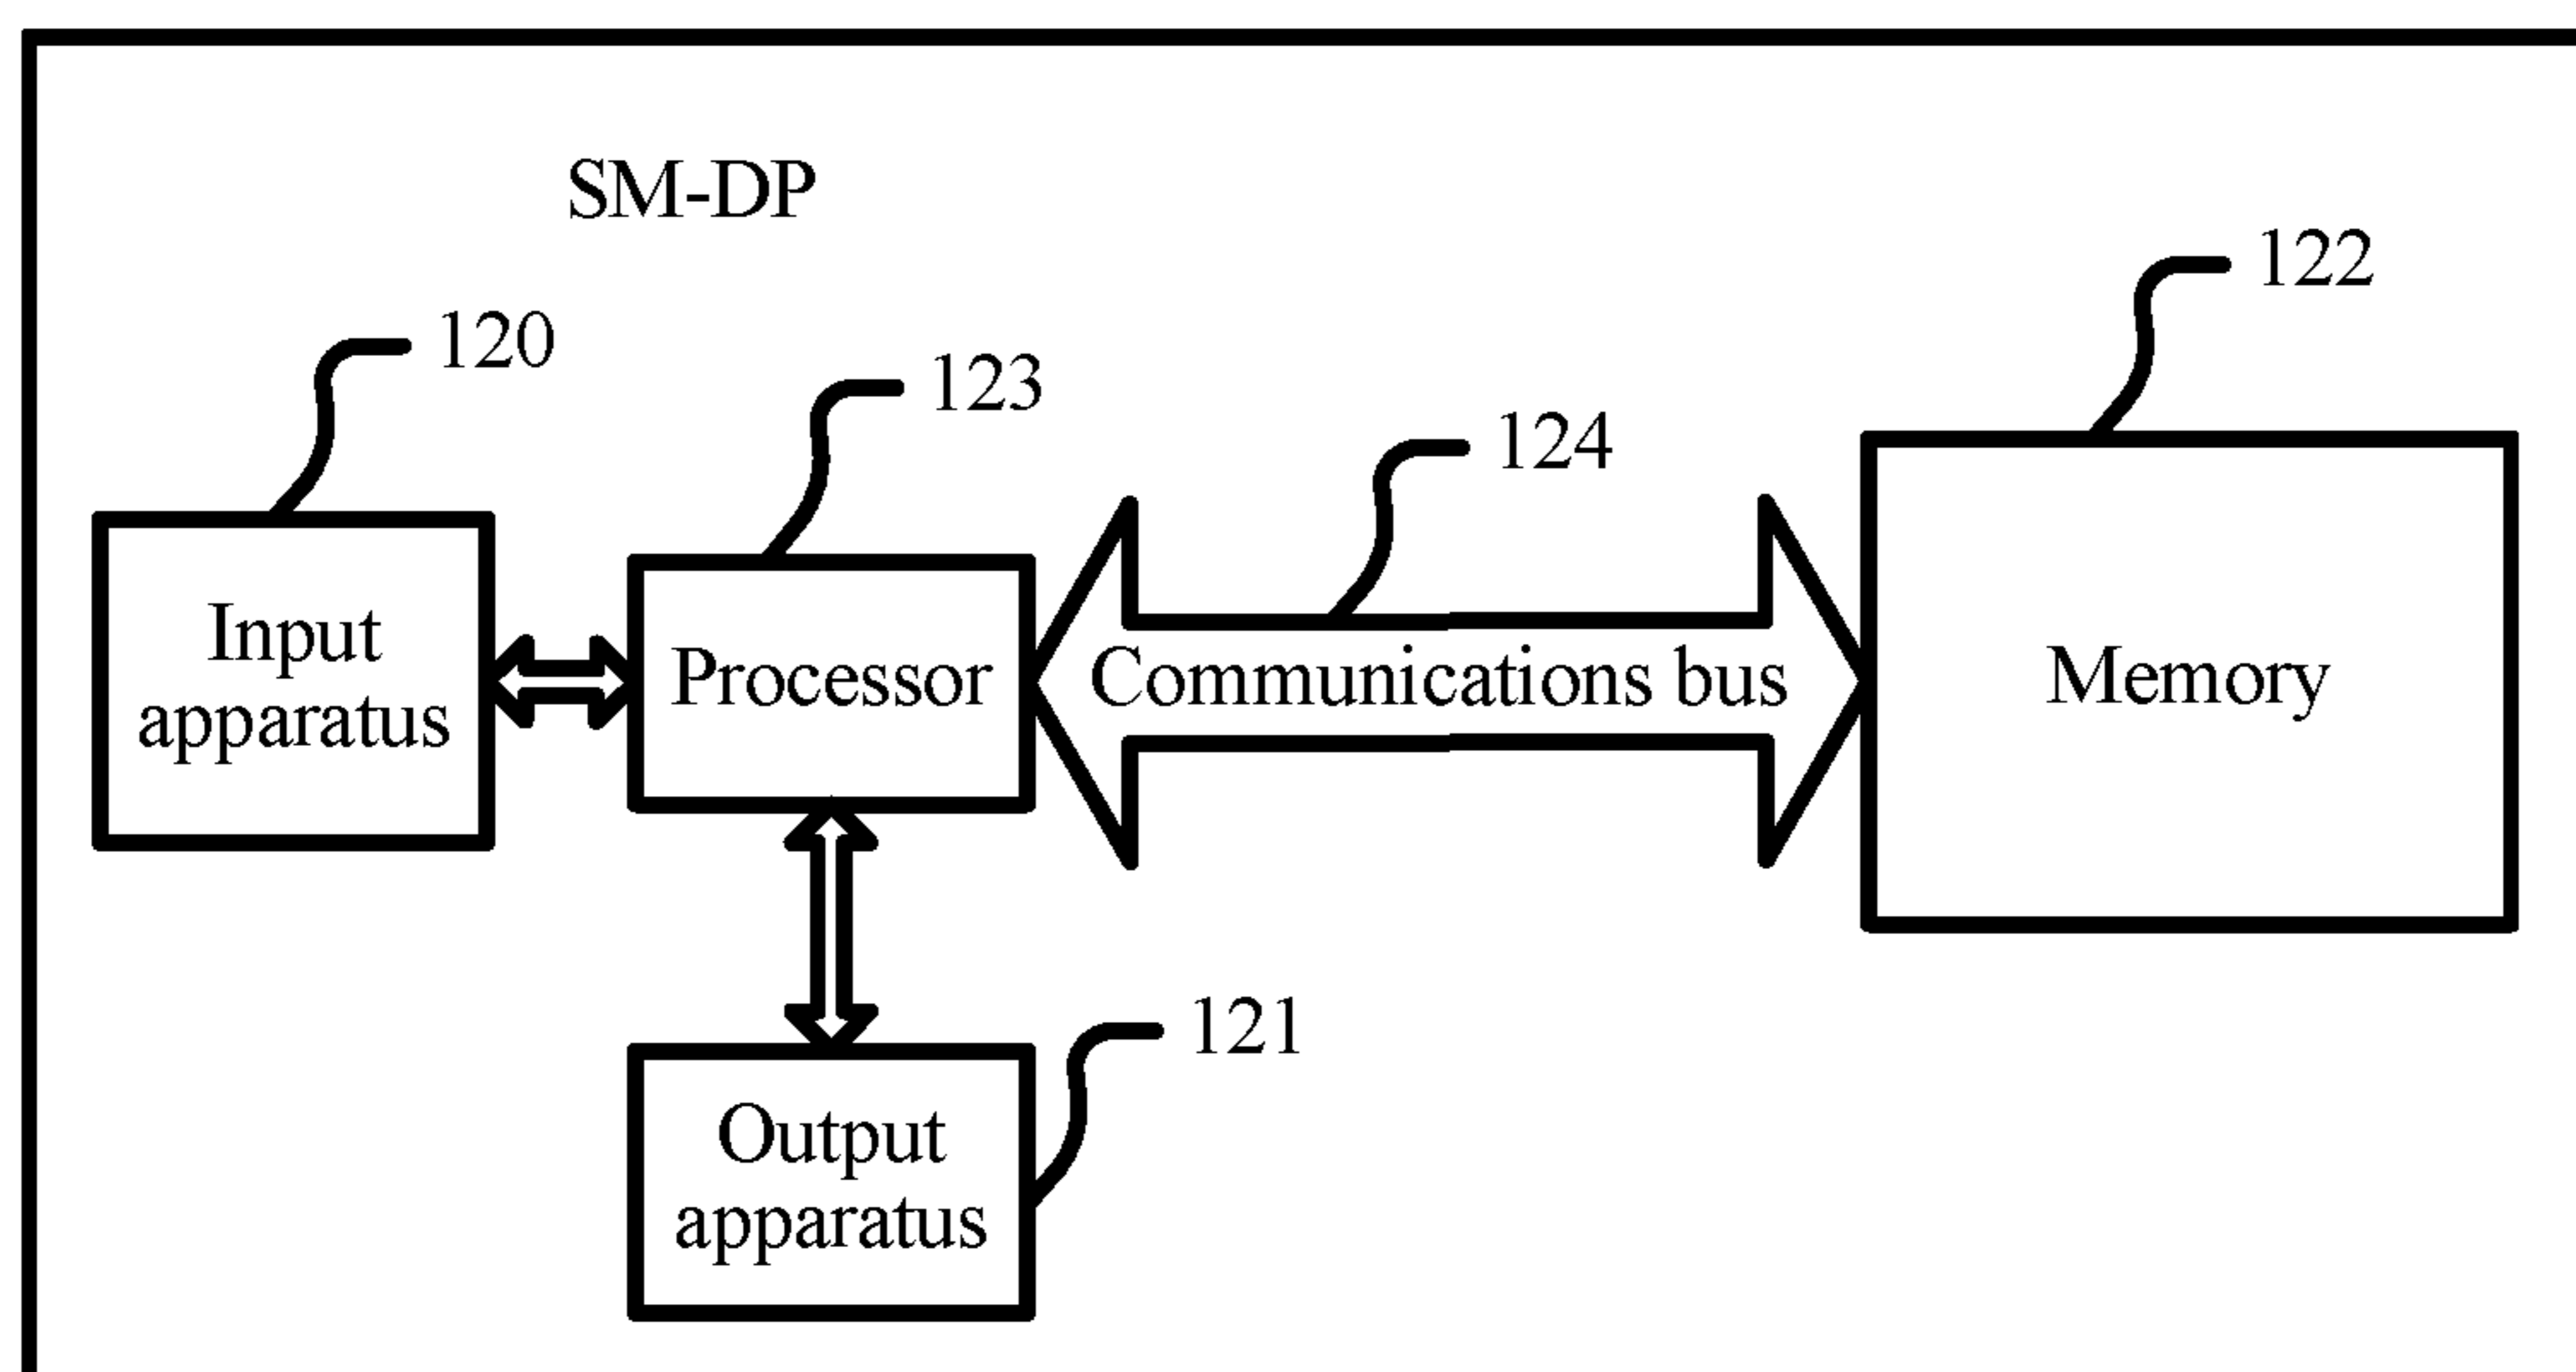 SM-DP
122
120
123
124
Input
apparatus
Processor
Communications bus
Memory
121
Output
apparatus